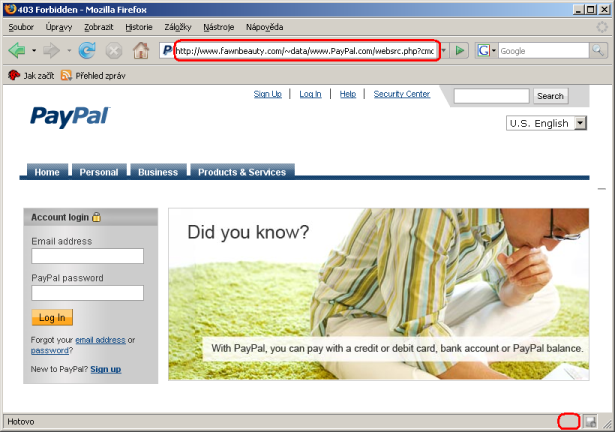 403 Forbidden - Mozilla Firefox
Soubor Úpravy Zobrazit Historie Záložky Nástroje Nápověda
http://www.fawnbeauty.com/~data/www.PayPal.com/websrc.php?cmd
Google
Jak začít Přehled zpráv
Sign Up | Log In | Help | Security Center Search
PayPal
U.S. English
Home Personal Business Products & Services
Account login
Did you know?
Email address
PayPal password
Log In
Forgot your email address or
password?
With PayPal, you can pay with a credit or debit card, bank account or PayPal balance.
New to PayPal? Sign up
Hotovo